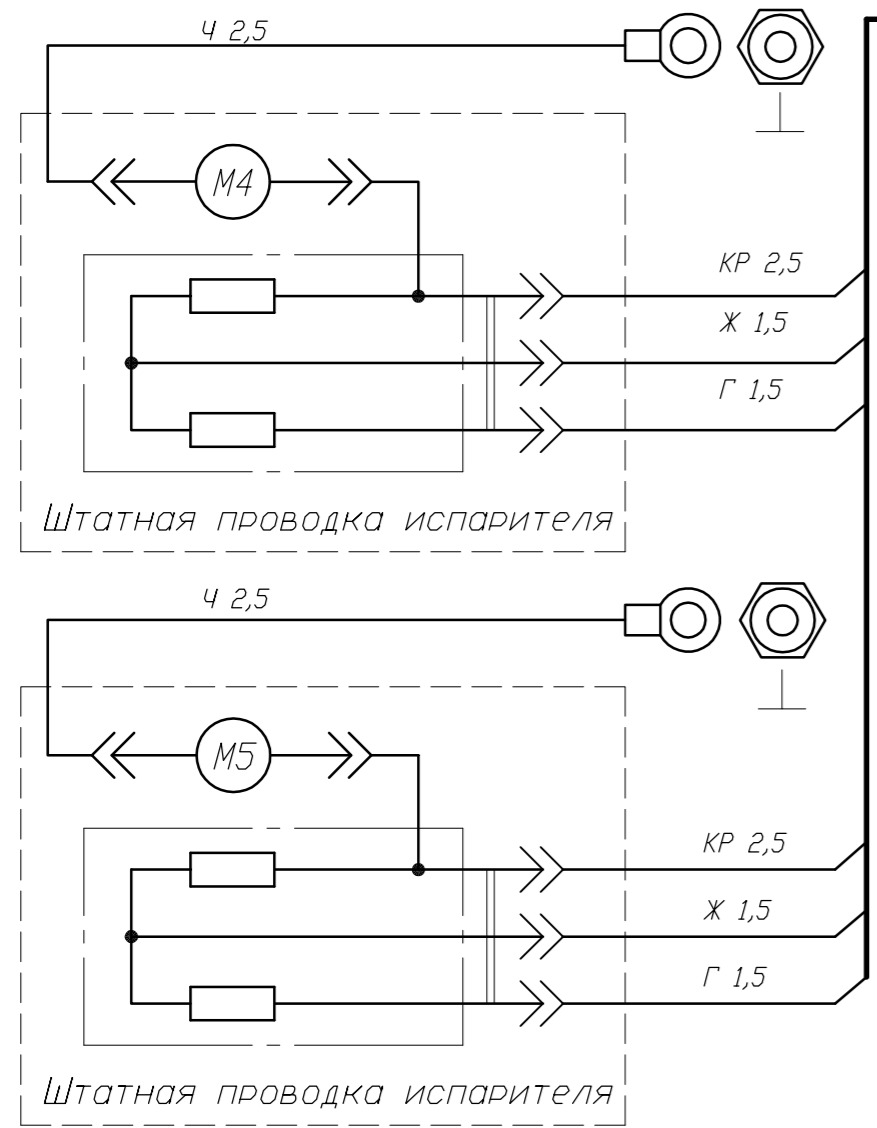 Ч 2,5
М4
КР 2,5
Ж 1,5
Г 1,5
Штатная проводка испарителя
Ч 2,5
М5
КР 2,5
Ж 1,5
Г 1,5
Штатная проводка испарителя